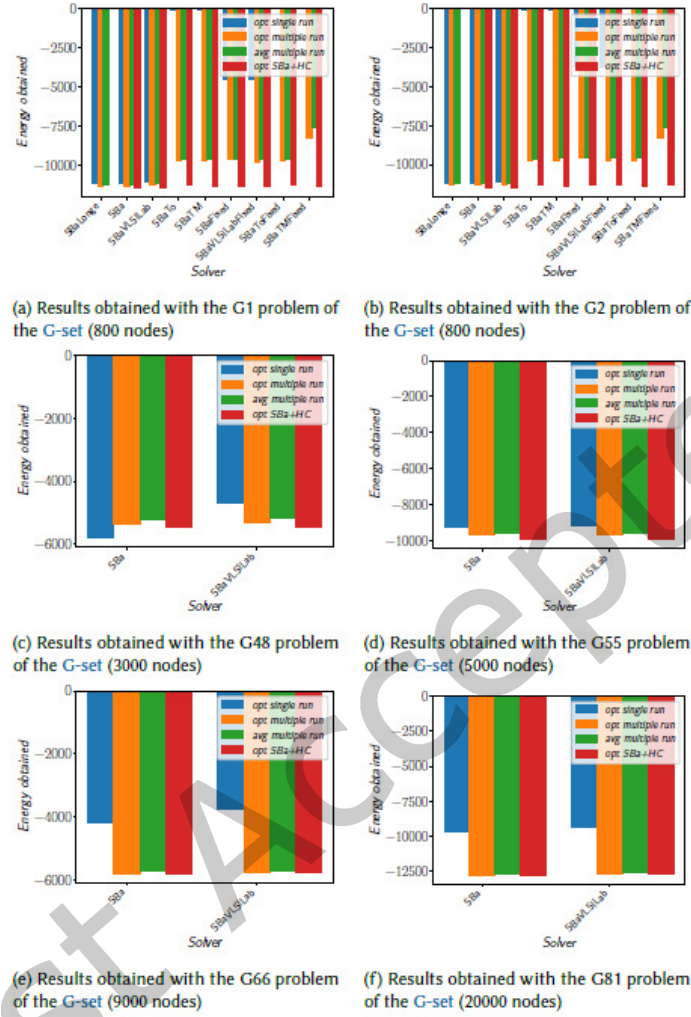 0
−2500
−5000
−7500
−10000
Energy obtained
opt single run
opt multiple run
avg multiple run
opt SBa+HC
SBaLonge
SBa
SBaVLSILab
SBaTo
SBaTM
SBaFixed
SBaVLSILabFixed
SBaToFixed
SBaTMFixed
Solver
(a) Results obtained with the G1 problem of
the G-set (800 nodes)
0
−2500
−5000
−7500
−10000
Energy obtained
opt single run
opt multiple run
avg multiple run
opt SBa+HC
SBaLonge
SBa
SBaVLSILab
SBaTo
SBaTM
SBaFixed
SBaVLSILabFixed
SBaToFixed
SBaTMFixed
Solver
(b) Results obtained with the G2 problem of
the G-set (800 nodes)
0
−2000
−4000
−6000
Energy obtained
opt single run
opt multiple run
avg multiple run
opt SBa+HC
SBa
SBaVLSILab
Solver
(c) Results obtained with the G48 problem
of the G-set (3000 nodes)
0
−2000
−4000
−6000
−8000
−10000
Energy obtained
opt single run
opt multiple run
avg multiple run
opt SBa+HC
SBa
SBaVLSILab
Solver
(d) Results obtained with the G55 problem
of the G-set (5000 nodes)
0
−2000
−4000
−6000
Energy obtained
opt single run
opt multiple run
avg multiple run
opt SBa+HC
SBa
SBaVLSILab
Solver
(e) Results obtained with the G66 problem
of the G-set (9000 nodes)
0
−2500
−5000
−7500
−10000
−12500
Energy obtained
opt single run
opt multiple run
avg multiple run
opt SBa+HC
SBa
SBaVLSILab
Solver
(f) Results obtained with the G81 problem
of the G-set (20000 nodes)
st Accepte